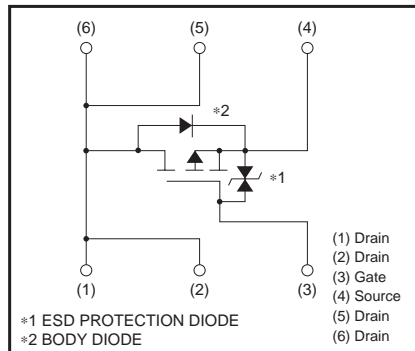 (6) (5) (4)
∗2
∗1
(1) (2) (3)
(1) Drain
(2) Drain
(3) Gate
(4) Source
(5) Drain
(6) Drain
∗1 ESD PROTECTION DIODE
∗2 BODY DIODE